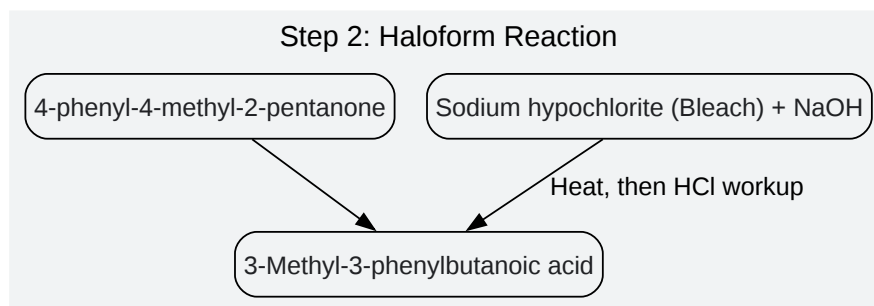 Step 2: Haloform Reaction
4-phenyl-4-methyl-2-pentanone
Sodium hypochlorite (Bleach) + NaOH
Heat, then HCl workup
3-Methyl-3-phenylbutanoic acid